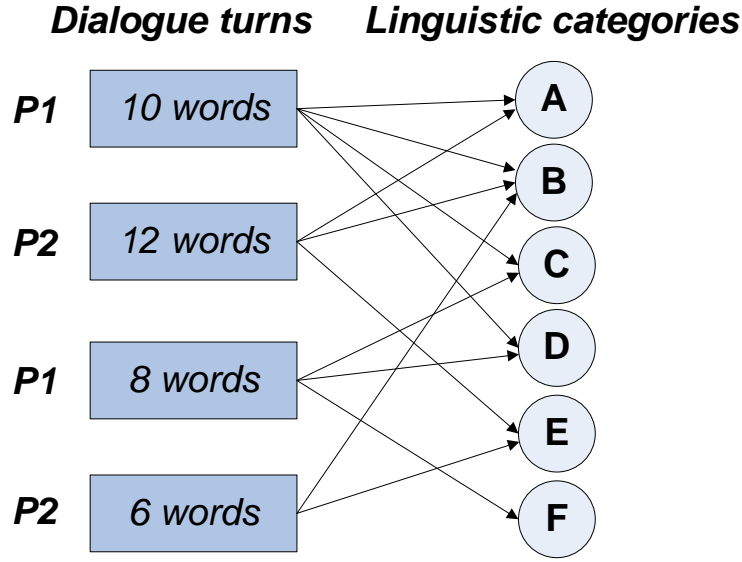 Dialogue turns Linguistic categories
P1 10 words A
B
P2 12 words
C
P1 8 words D
E
P2 6 words F